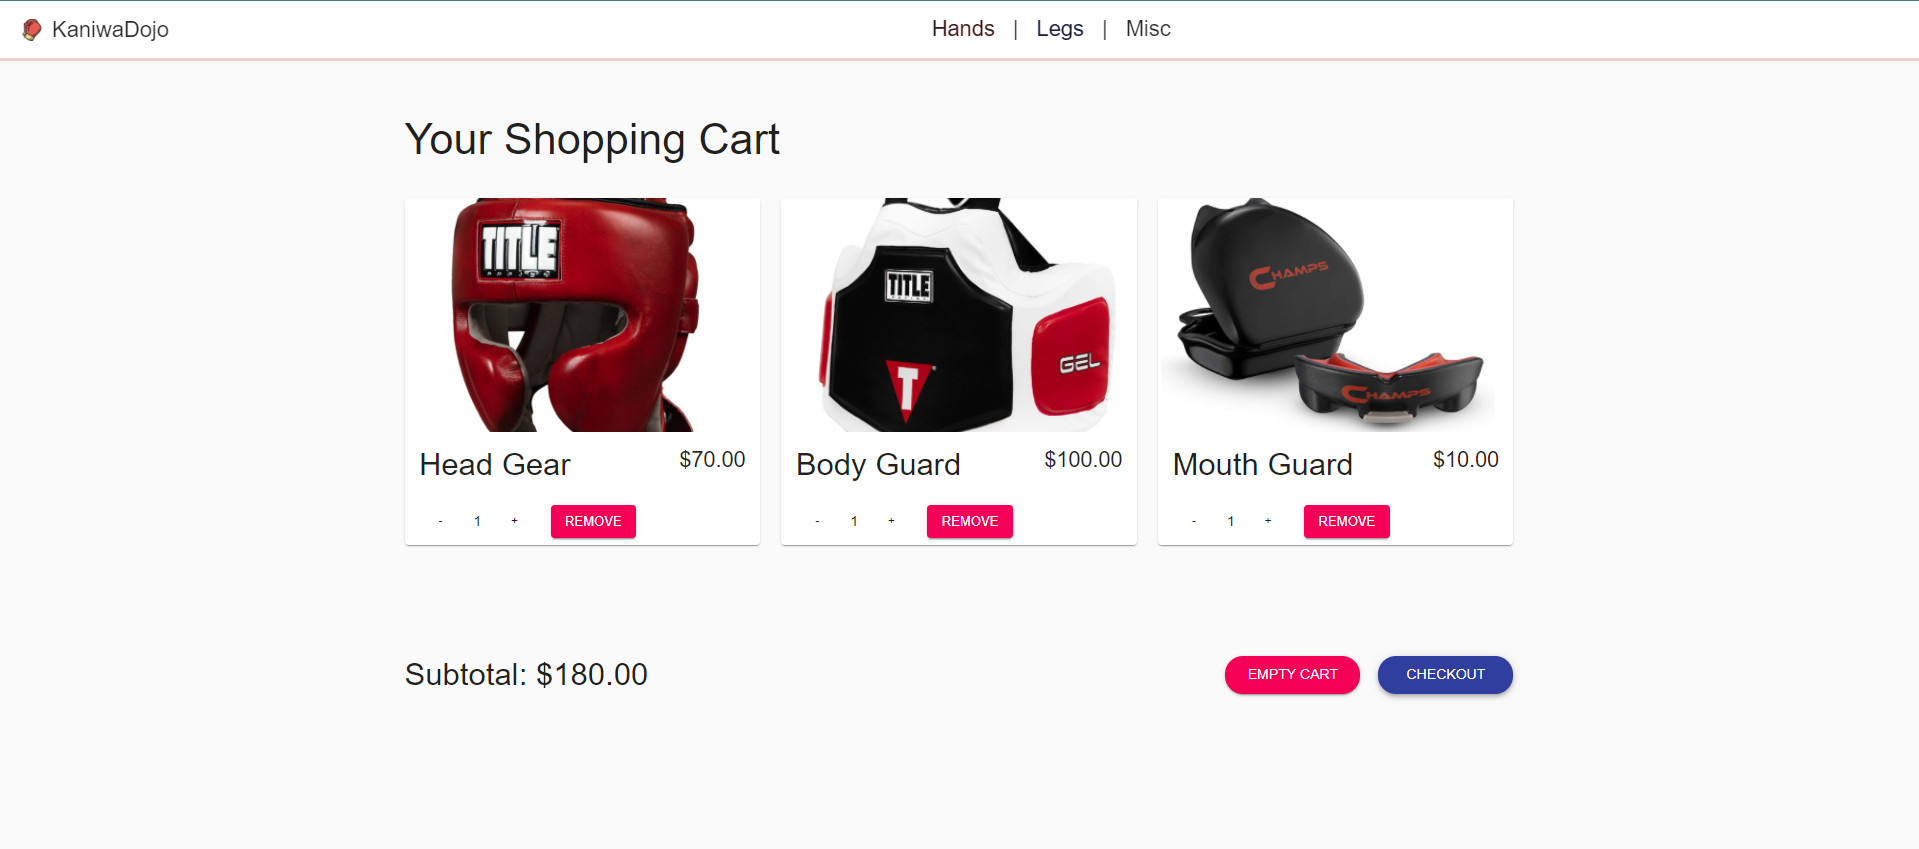 KaniwaDojo
Hands | Legs | Misc
Your Shopping Cart
TITLE
TITLE
T
GEL
CHAMPS
CHAMPS
Head Gear $70.00
- 1 + REMOVE
Body Guard $100.00
- 1 + REMOVE
Mouth Guard $10.00
- 1 + REMOVE
Subtotal: $180.00
EMPTY CART
CHECKOUT